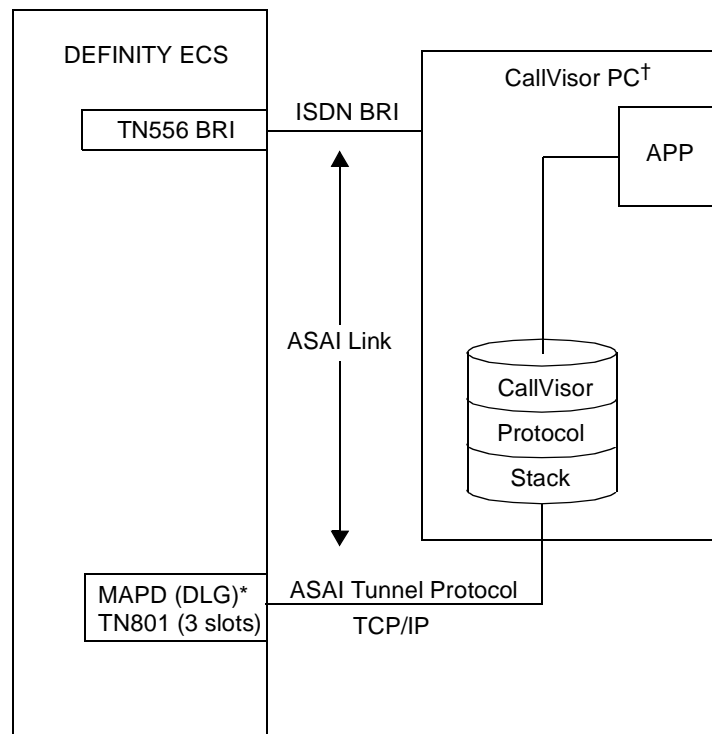 DEFINITY ECS
CallVisor PC†
ISDN BRI
TN556 BRI
APP
ASAI Link
CallVisor
Protocol
Stack
MAPD (DLG)*
TN801 (3 slots)
ASAI Tunnel Protocol
TCP/IP